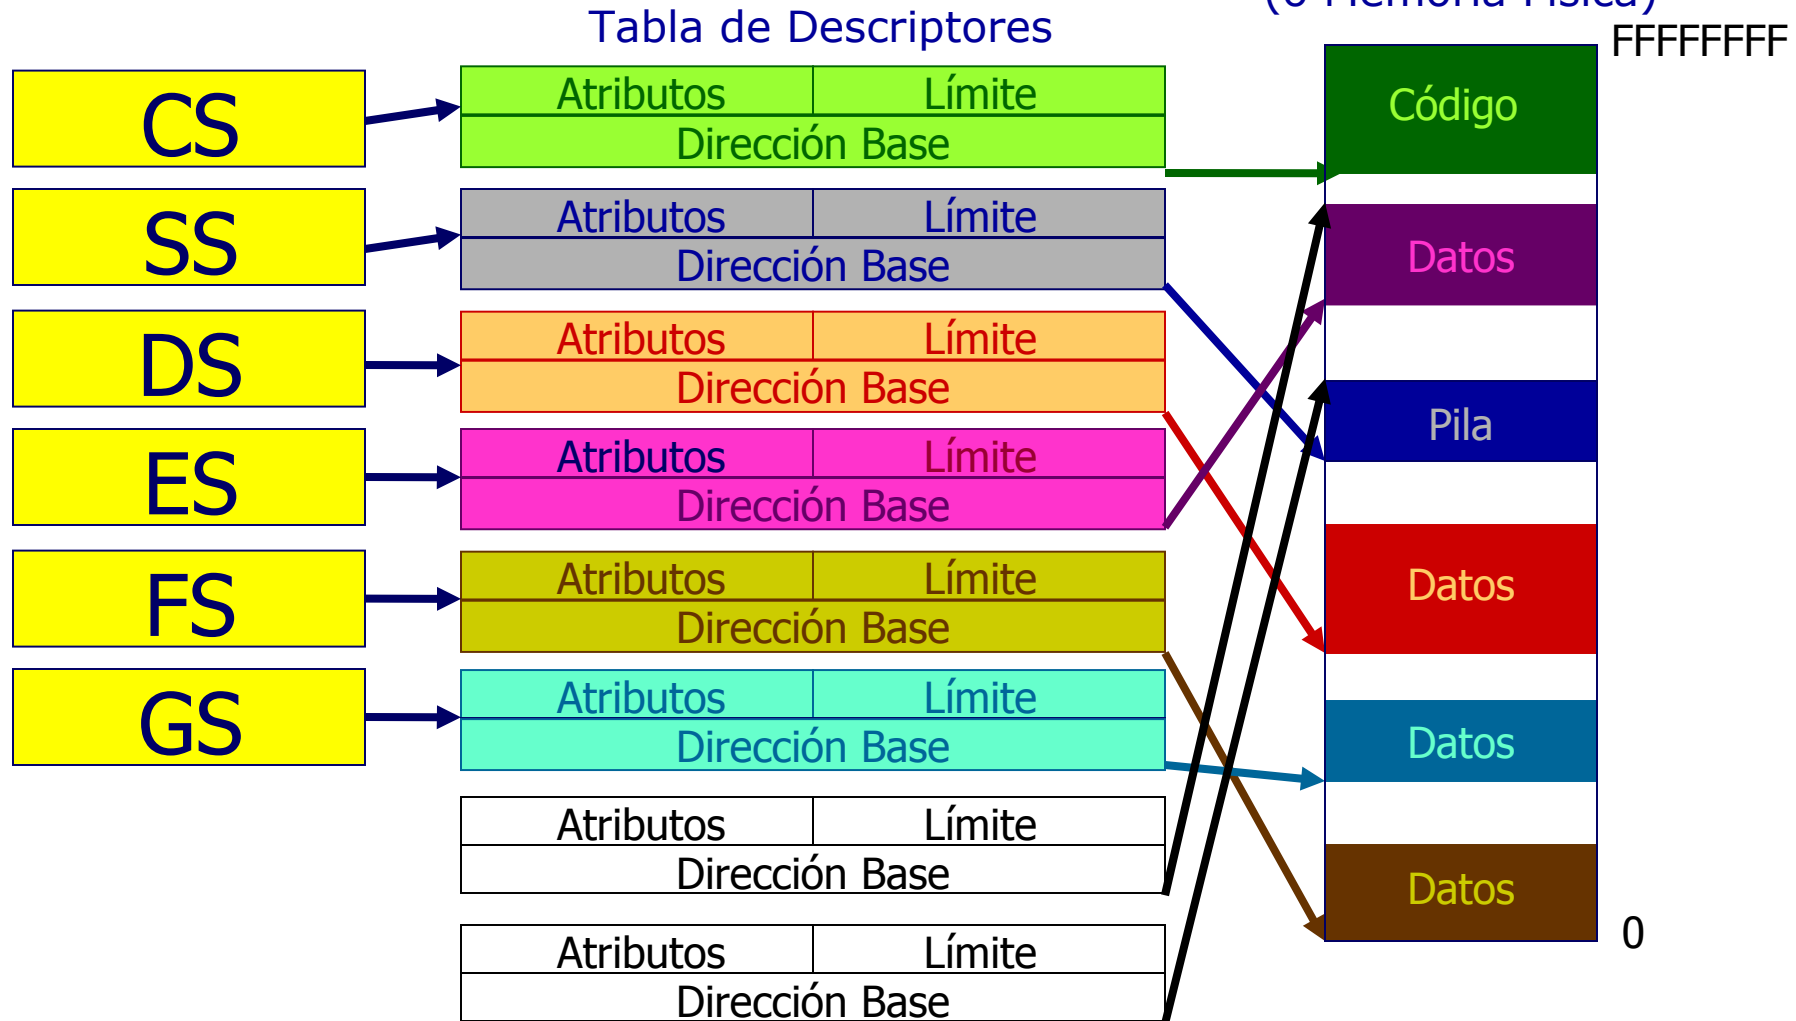 (o Memoria Física)
Tabla de Descriptores
FFFFFFFF
CS
Atributos Límite
Dirección Base
Código
SS
Atributos Límite
Dirección Base
Datos
DS
Atributos Límite
Dirección Base
Pila
ES
Atributos Límite
Dirección Base
FS
Atributos Límite
Dirección Base
Datos
GS
Atributos Límite
Dirección Base
Datos
Atributos Límite
Dirección Base
Datos
0
Atributos Límite
Dirección Base